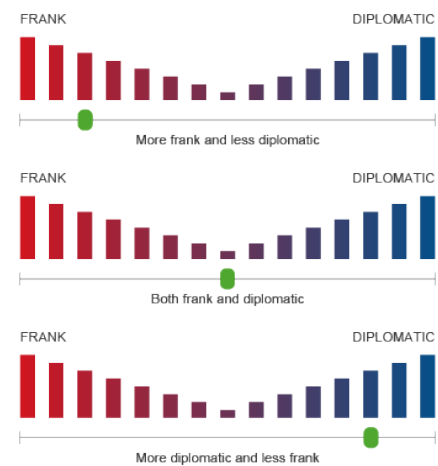 FRANK DIPLOMATIC
More frank and less diplomatic
FRANK DIPLOMATIC
Both frank and diplomatic
FRANK DIPLOMATIC
More diplomatic and less frank